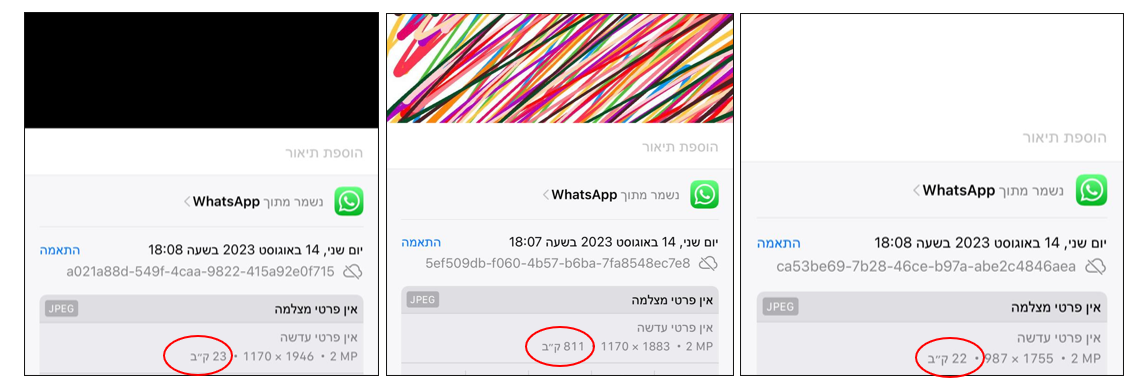 הוספת תיאור
נשמר מתוך WhatsApp
יום שני, 14 באוגוסט 2023 בשעה 18:08 התאמה
ca53be69-7b28-46ce-b97a-abe2c4846aea
אין פרטי מצלמה JPEG
אין פרטי עדשה
2 MP • 987 × 1755 • 22 ק״ב
הוספת תיאור
נשמר מתוך WhatsApp
יום שני, 14 באוגוסט 2023 בשעה 18:07 התאמה
5ef509db-f060-4b57-b6ba-7fa8548ec7e8
אין פרטי מצלמה JPEG
אין פרטי עדשה
2 MP • 1170 × 1883 • 811 ק״ב
הוספת תיאור
נשמר מתוך WhatsApp
יום שני, 14 באוגוסט 2023 בשעה 18:08 התאמה
a021a88d-549f-4caa-9822-415a92e0f715
אין פרטי מצלמה JPEG
אין פרטי עדשה
2 MP • 1170 × 1946 • 23 ק״ב